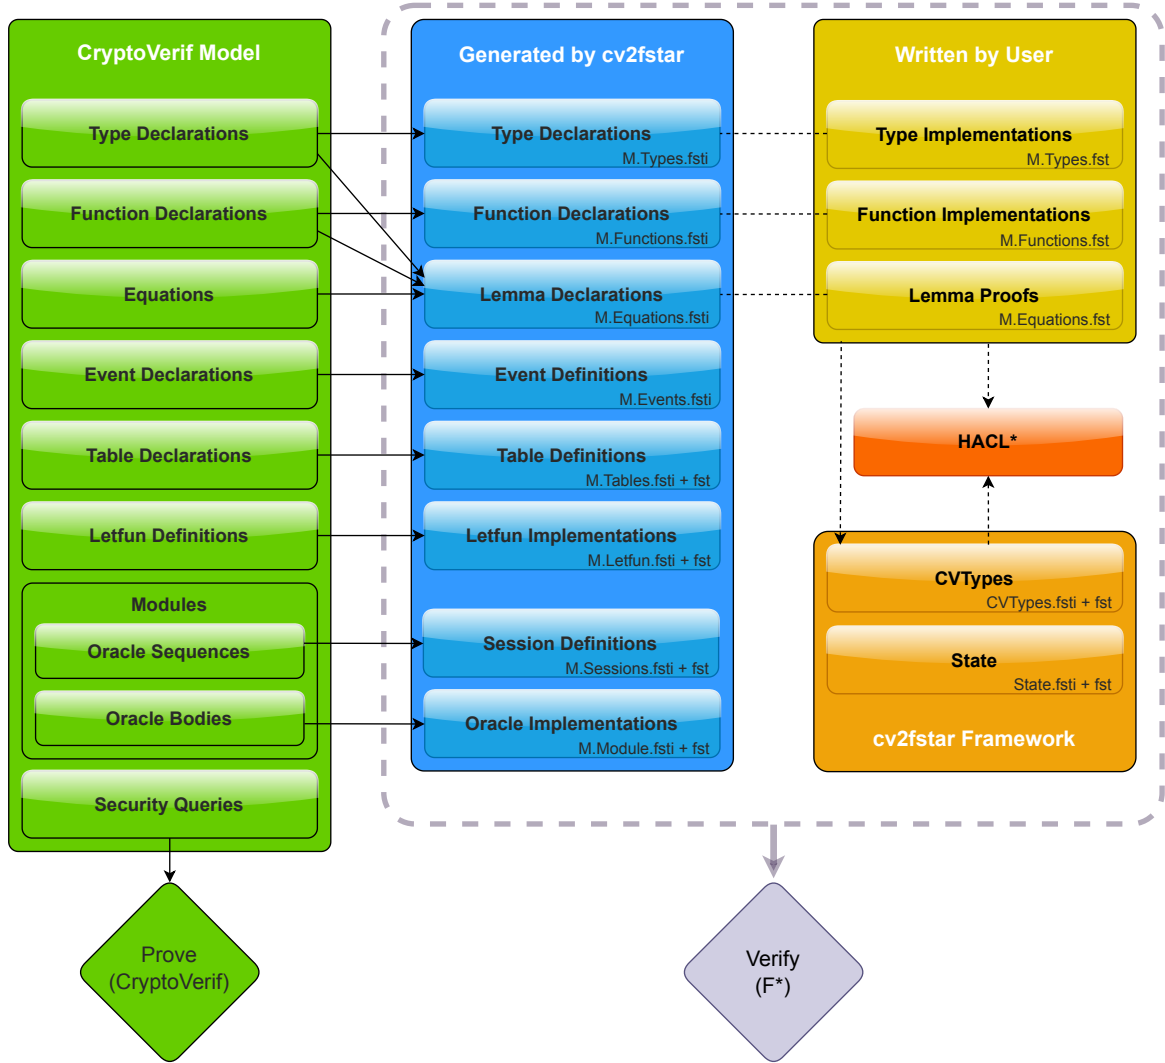 CryptoVerif Model
Type Declarations
Function Declarations
Equations
Event Declarations
Table Declarations
Letfun Definitions
Modules
Oracle Sequences
Oracle Bodies
Security Queries
Prove
(CryptoVerif)
Generated by cv2fstar
Type Declarations
M.Types.fsti
Function Declarations
M.Functions.fsti
Lemma Declarations
M.Equations.fsti
Event Definitions
M.Events.fsti
Table Definitions
M.Tables.fsti + fst
Letfun Implementations
M.Letfun.fsti + fst
Session Definitions
M.Sessions.fsti + fst
Oracle Implementations
M.Module.fsti + fst
Written by User
Type Implementations
M.Types.fst
Function Implementations
M.Functions.fst
Lemma Proofs
M.Equations.fst
HACL*
CVTypes
CVTypes.fsti + fst
State
State.fsti + fst
cv2fstar Framework
Verify
(F*)